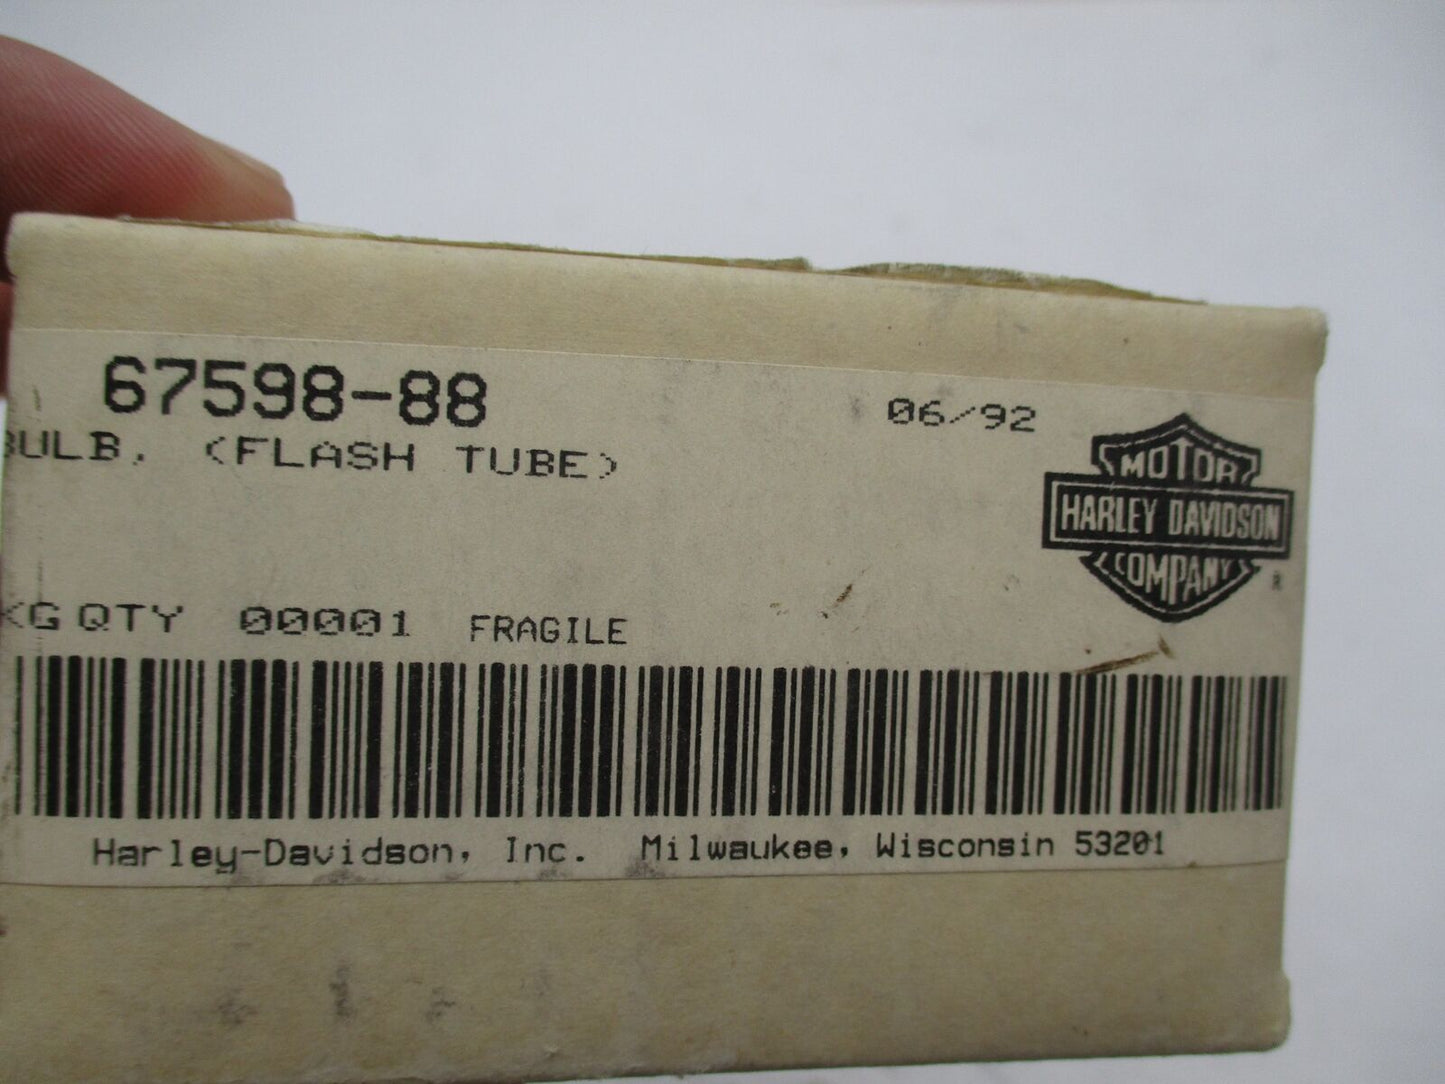 67598-88
06/92
BULB, (FLASH TUBE)
MOTOR
HARLEY DAVIDSON
COMPANY
®
KG QTY 00001 FRAGILE
Harley-Davidson, Inc. Milwaukee, Wisconsin 53201